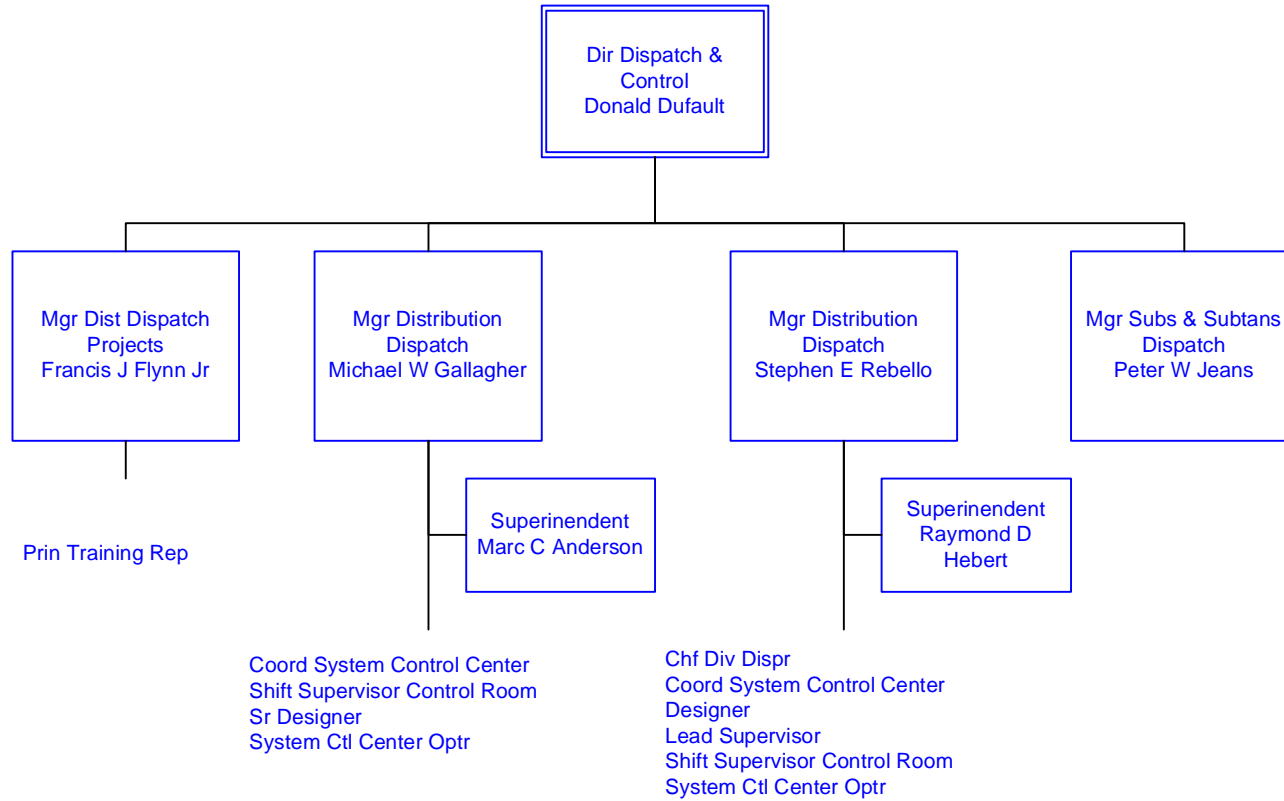 Dir Dispatch &
Control
Donald Dufault
Mgr Dist Dispatch
Projects
Francis J Flynn Jr
Mgr Distribution
Dispatch
Michael W Gallagher
Mgr Distribution
Dispatch
Stephen E Rebello
Mgr Subs & Subtans
Dispatch
Peter W Jeans
Prin Training Rep
Superinendent
Marc C Anderson
Superinendent
Raymond D
Hebert
Coord System Control Center
Shift Supervisor Control Room
Sr Designer
System Ctl Center Optr
Chf Div Dispr
Coord System Control Center
Designer
Lead Supervisor
Shift Supervisor Control Room
System Ctl Center Optr